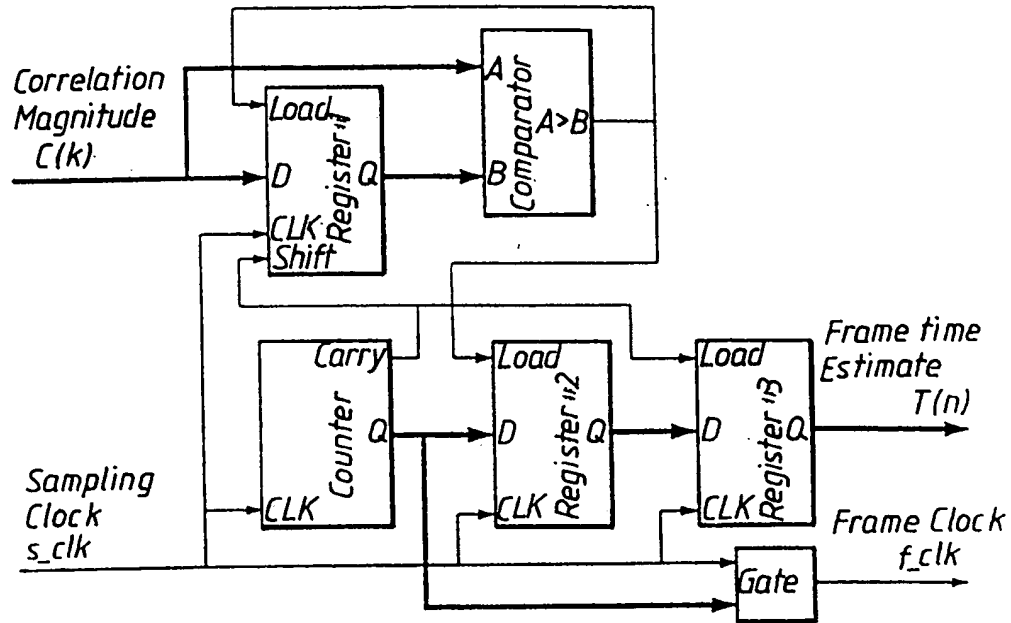 Correlation
Magnitude
C(k)
Load
D
Q
CLK
Shift
Register #1
A
B
A>B
Comparator
Carry
Q
CLK
Counter
Load
D
Q
CLK
Register #2
Load
D
Q
CLK
Register #3
Frame time
Estimate
T(n)
Sampling
Clock
s_clk
Gate
Frame Clock
f_clk